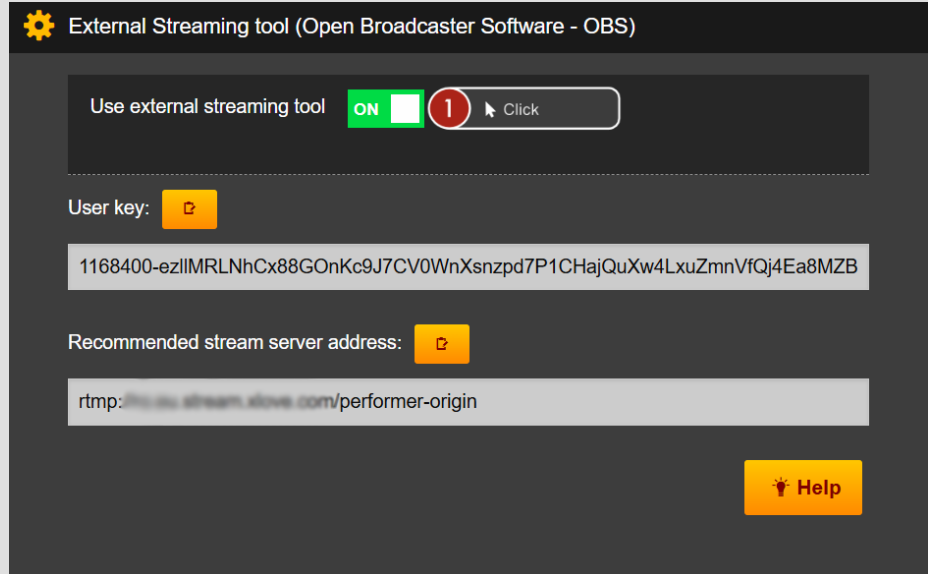 External Streaming tool (Open Broadcaster Software - OBS)
Use external streaming tool ON 1 Click
User key:
1168400-ezllMRLNhCx88GOnKc9J7CV0WnXsnzpd7P1CHajQuXw4LxuZmnVfQj4Ea8MZB
Recommended stream server address:
rtmp: /performer-origin
Help